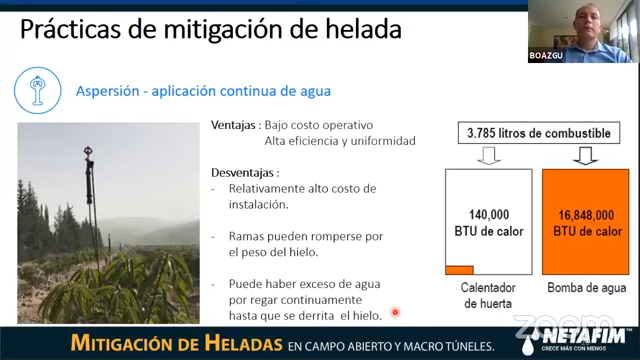 Prácticas de mitigación de helada
BOAZGU
Aspersión - aplicación continua de agua
Ventajas : Bajo costo operativo
Alta eficiencia y uniformidad
Desventajas :
- Relativamente alto costo de
instalación.
- Ramas pueden romperse por
el peso del hielo.
- Puede haber exceso de agua
por regar continuamente
hasta que se derrita el hielo.
3.785 litros de combustible
140,000
BTU de calor
16,848,000
BTU de calor
Calentador
de huerta
Bomba de agua
zoom
MITIGACIÓN DE HELADAS EN CAMPO ABIERTO Y MACRO TÚNELES.
NETAFIM™
CRECE MÁS CON MENOS